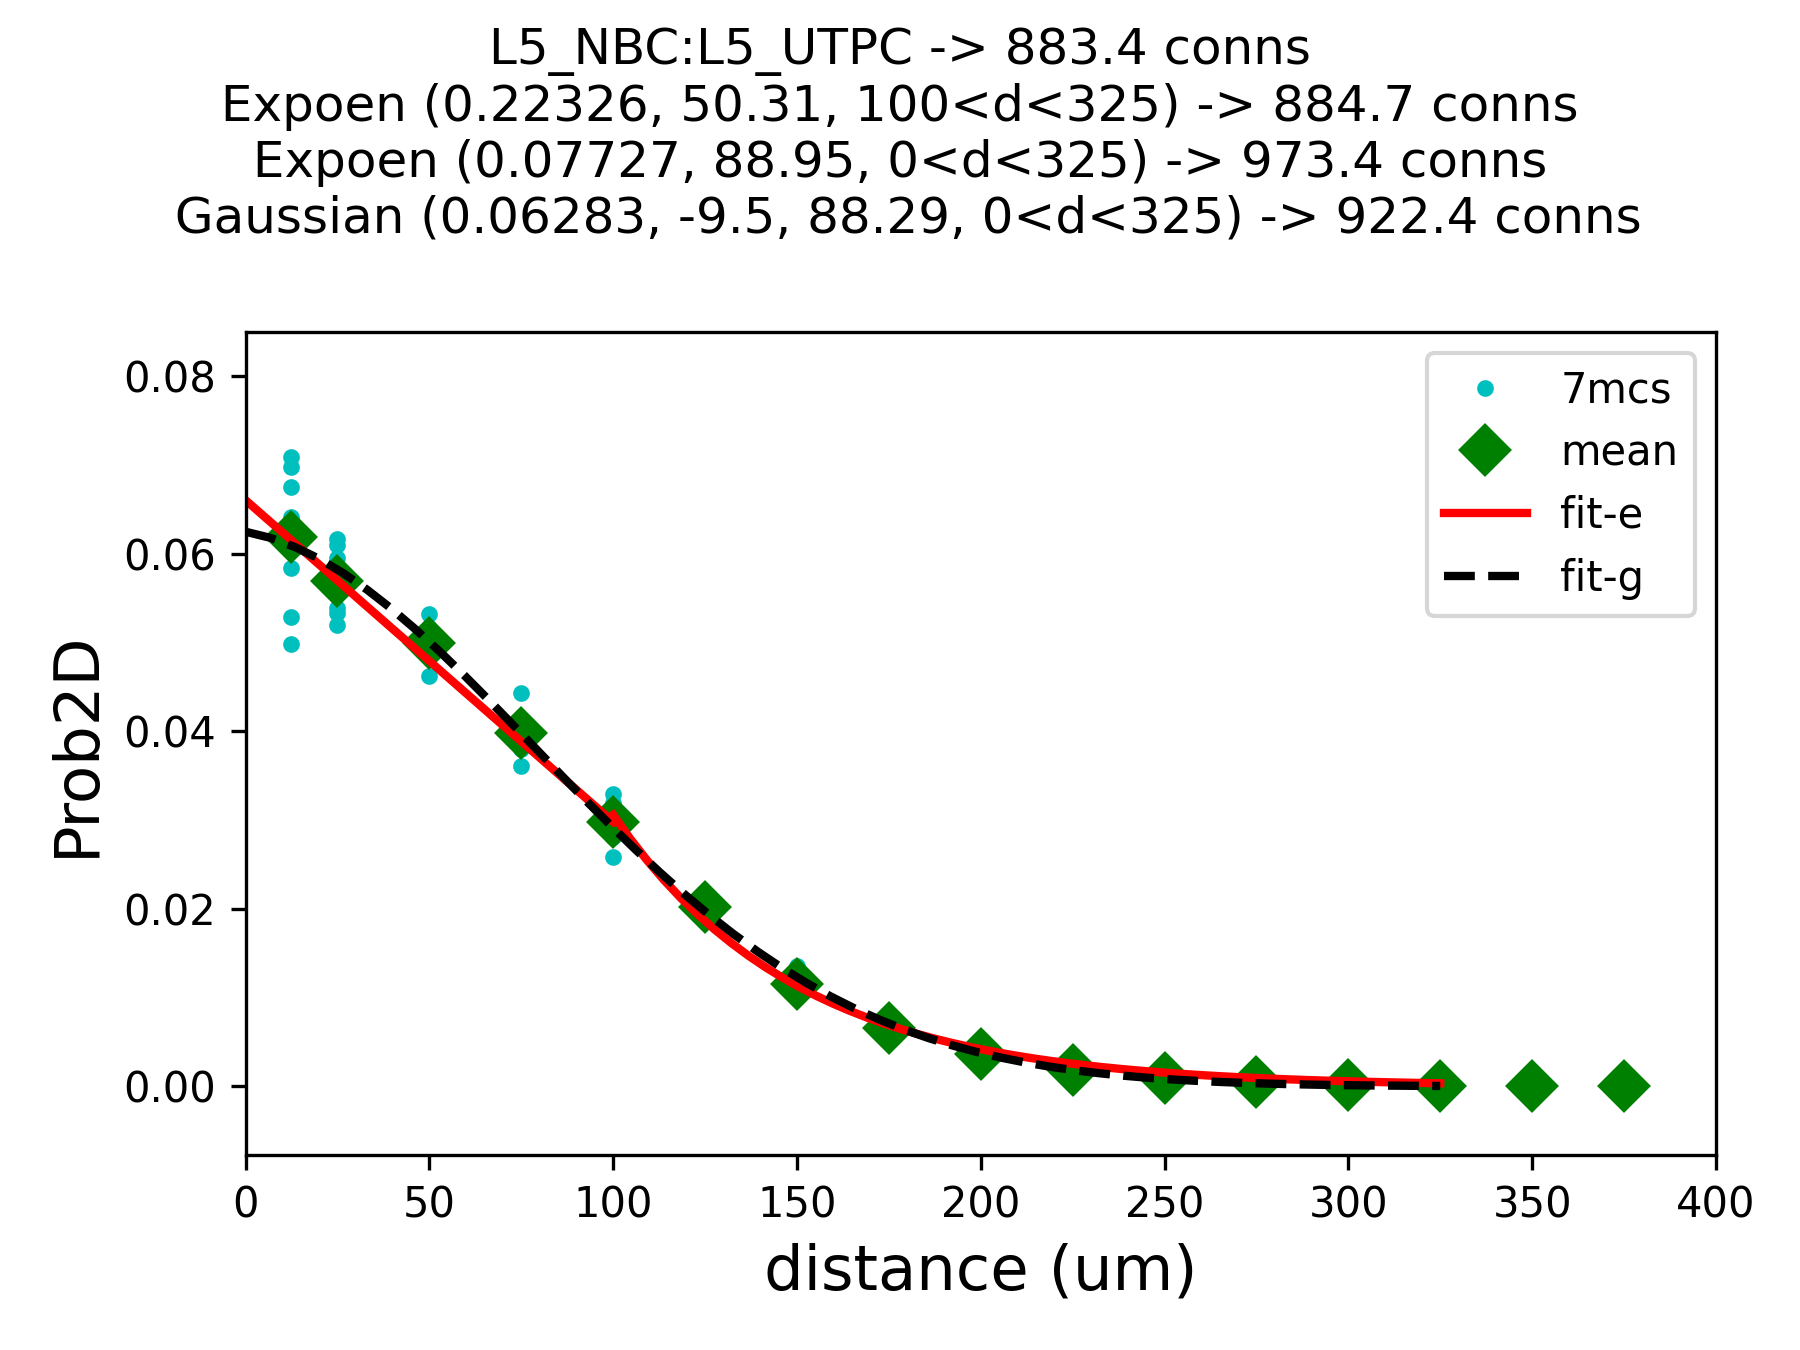 L5_NBC:L5_UTPC -> 883.4 conns
Expoen (0.22326, 50.31, 100<d<325) -> 884.7 conns
Expoen (0.07727, 88.95, 0<d<325) -> 973.4 conns
Gaussian (0.06283, -9.5, 88.29, 0<d<325) -> 922.4 conns
0.08
0.06
0.04
0.02
0.00
Prob2D
7mcs
mean
fit-e
fit-g
0 50 100 150 200 250 300 350 400
distance (um)